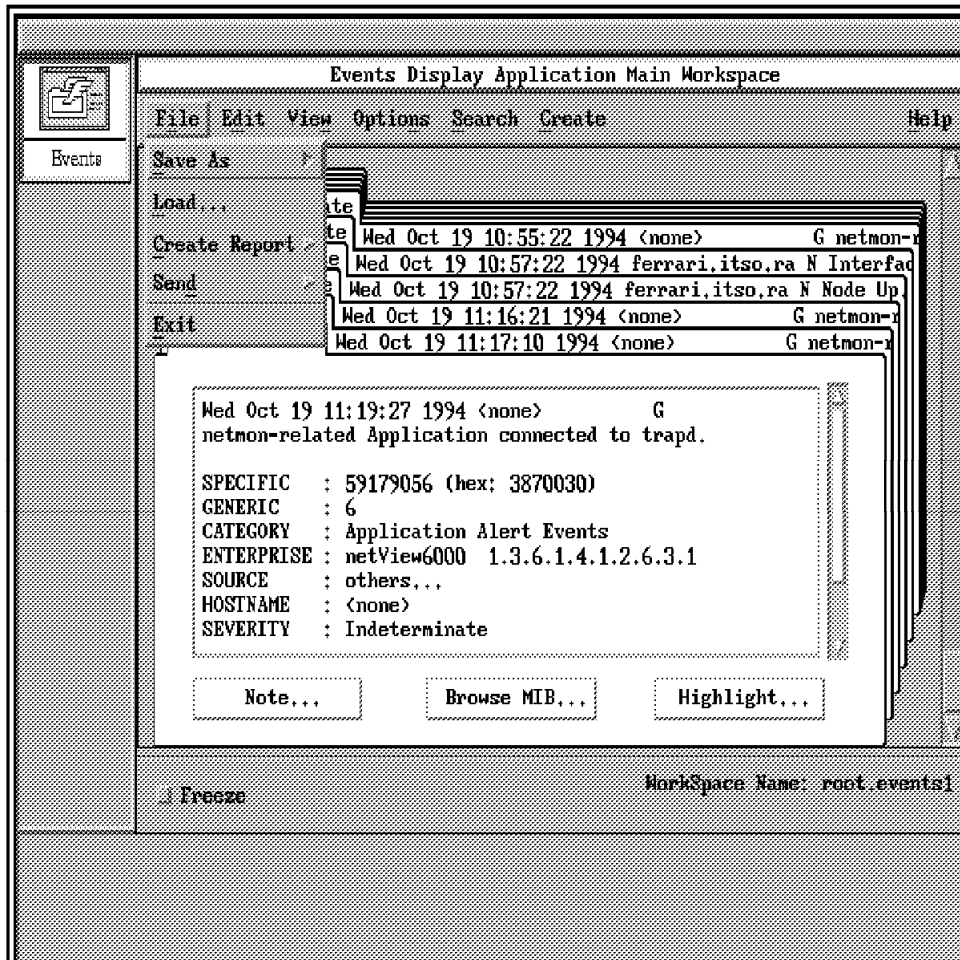 Events Display Application Main Workspace
File Edit View Options Search Create Help
Events
Save As
Load...
Create Report
Send
Exit
Wed Oct 19 10:55:22 1994 <none> G netmon-r
Wed Oct 19 10:57:22 1994 ferrari.itso.ra N Interfac
Wed Oct 19 10:57:22 1994 ferrari.itso.ra N Node Up.
Wed Oct 19 11:16:21 1994 <none> G netmon-r
Wed Oct 19 11:17:10 1994 <none> G netmon-r
Wed Oct 19 11:19:27 1994 <none> G
netmon-related Application connected to trapd.
SPECIFIC : 59179056 (hex: 3870030)
GENERIC : 6
CATEGORY : Application Alert Events
ENTERPRISE : netView6000 1.3.6.1.4.1.2.6.3.1
SOURCE : others...
HOSTNAME : <none>
SEVERITY : Indeterminate
Note... Browse MIB... Highlight...
Freeze
WorkSpace Name: root.events1